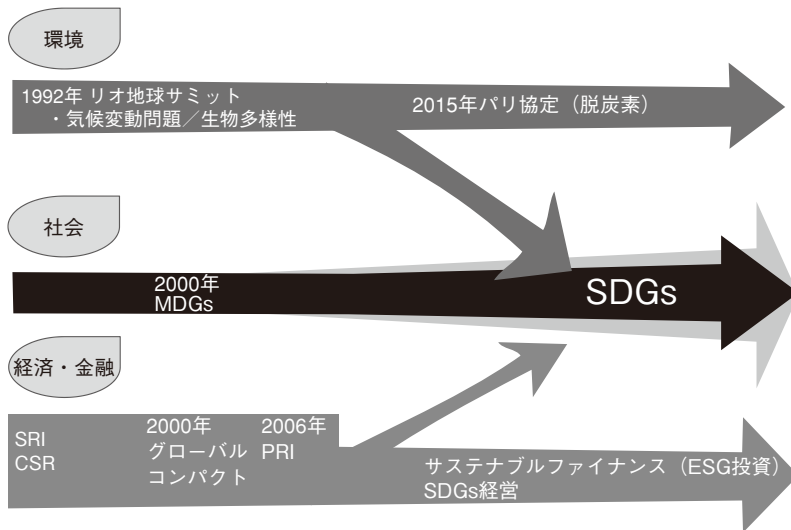 環境
1992年 リオ地球サミット
・気候変動問題／生物多様性
2015年パリ協定（脱炭素）
社会
2000年
MDGs
SDGs
経済・金融
SRI
CSR
2000年
グローバル
コンパクト
2006年
PRI
サステナブルファイナンス（ESG投資）
SDGs経営